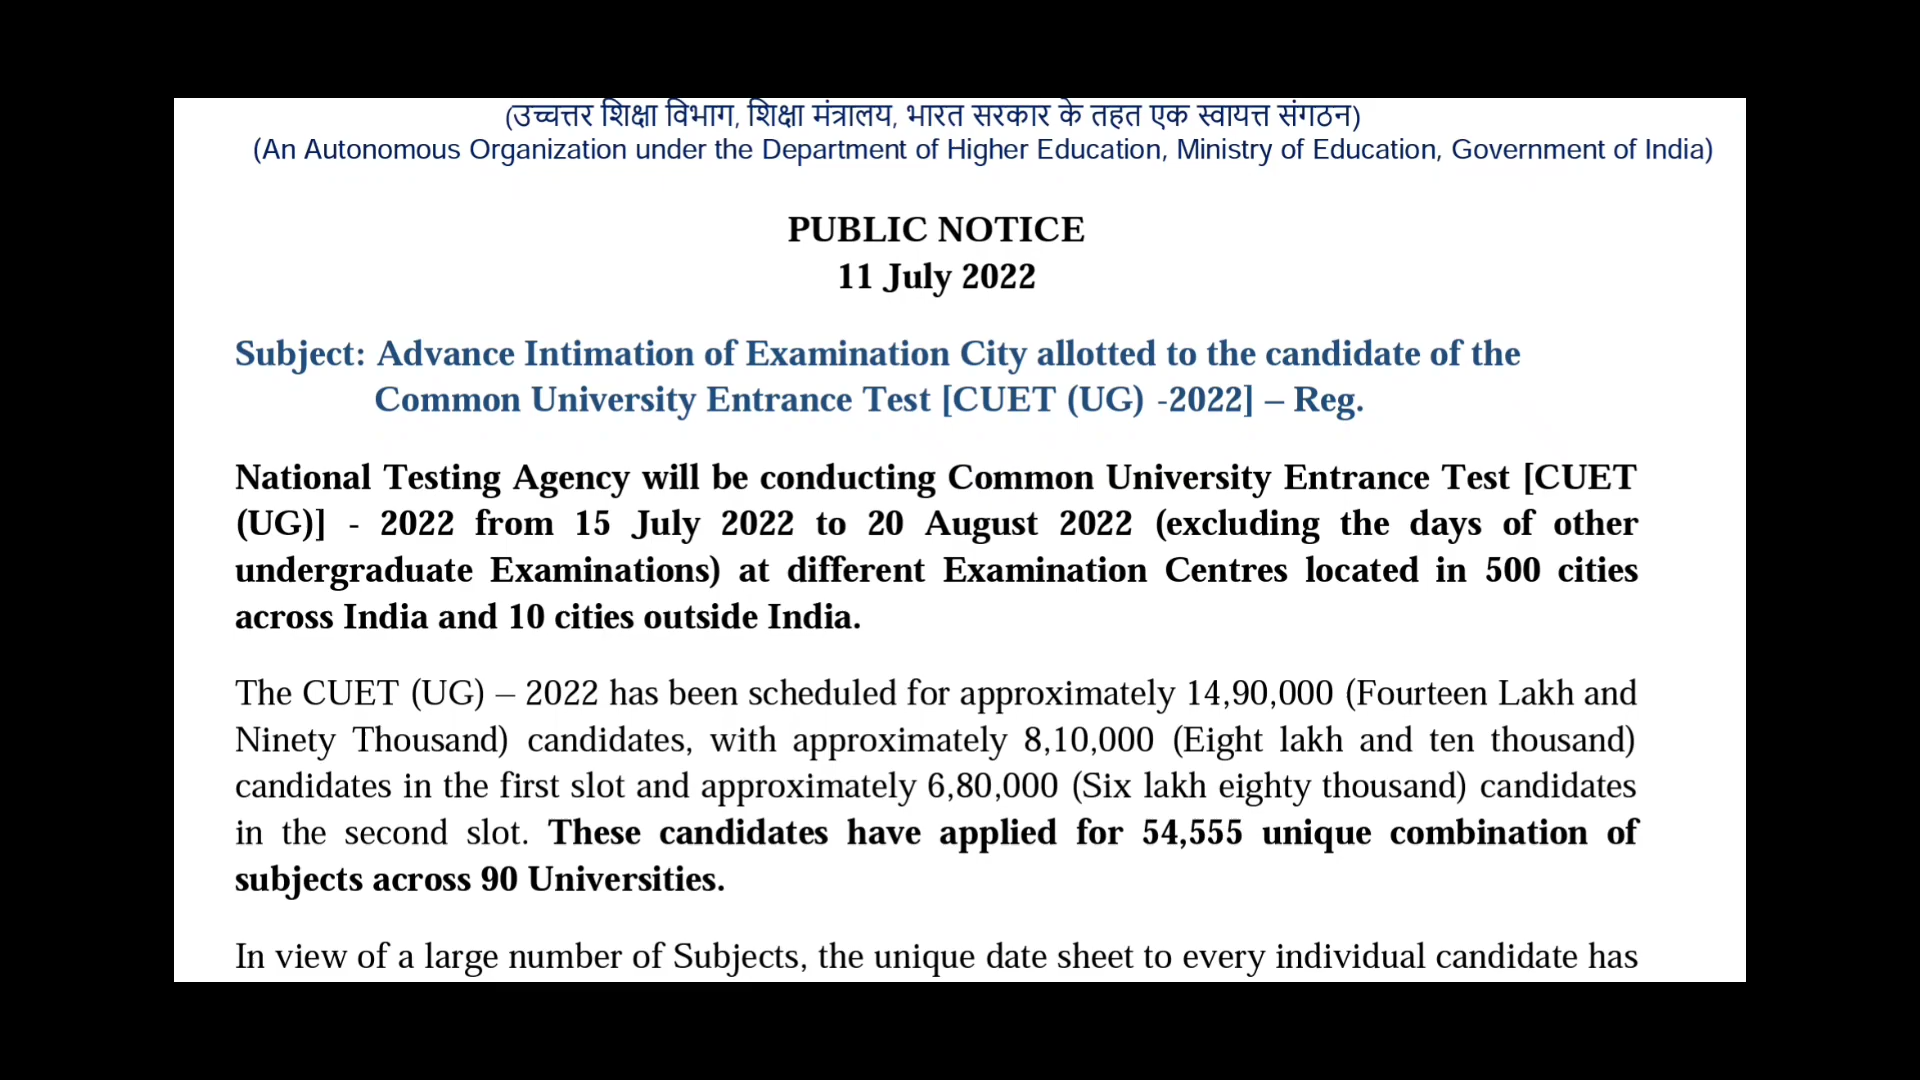 (उच्चत्तर शिक्षा विभाग, शिक्षा मंत्रालय, भारत सरकार के तहत एक स्वायत्त संगठन)
(An Autonomous Organization under the Department of Higher Education, Ministry of Education, Government of India)
PUBLIC NOTICE
11 July 2022
Subject: Advance Intimation of Examination City allotted to the candidate of the
Common University Entrance Test [CUET (UG) -2022] – Reg.
National Testing Agency will be conducting Common University Entrance Test [CUET
(UG)] - 2022 from 15 July 2022 to 20 August 2022 (excluding the days of other
undergraduate Examinations) at different Examination Centres located in 500 cities
across India and 10 cities outside India.
The CUET (UG) – 2022 has been scheduled for approximately 14,90,000 (Fourteen Lakh and
Ninety Thousand) candidates, with approximately 8,10,000 (Eight lakh and ten thousand)
candidates in the first slot and approximately 6,80,000 (Six lakh eighty thousand) candidates
in the second slot. These candidates have applied for 54,555 unique combination of
subjects across 90 Universities.
In view of a large number of Subjects, the unique date sheet to every individual candidate has